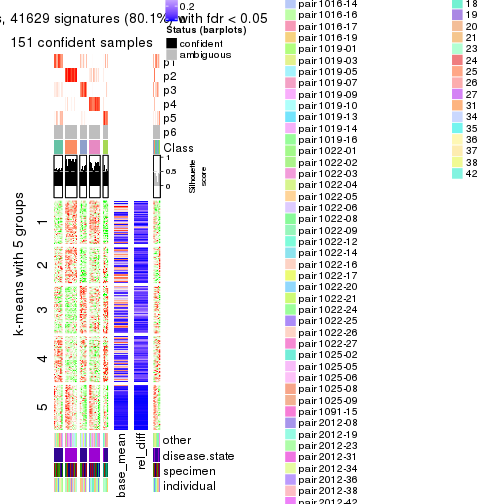 , 41629 signatures (80.1%) with fdr < 0.05
151 confident samples
0.2
Status (barplots)
confident
ambiguous
p1
p2
p3
p4
p5
p6
Class
1
0.5
0
Silhouette
score
k-means with 5 groups
1
2
3
4
5
base_mean
rel_diff
other
disease.state
specimen
individual
pair1016-14
pair1016-16
pair1016-17
pair1016-19
pair1019-01
pair1019-03
pair1019-05
pair1019-07
pair1019-09
pair1019-10
pair1019-13
pair1019-14
pair1019-16
pair1022-01
pair1022-02
pair1022-03
pair1022-04
pair1022-05
pair1022-06
pair1022-08
pair1022-09
pair1022-12
pair1022-14
pair1022-16
pair1022-17
pair1022-20
pair1022-21
pair1022-24
pair1022-25
pair1022-26
pair1022-27
pair1025-02
pair1025-05
pair1025-06
pair1025-08
pair1025-09
pair1091-15
pair2012-08
pair2012-19
pair2012-23
pair2012-31
pair2012-34
pair2012-36
pair2012-38
pair2012-42
18
19
20
21
23
24
25
26
27
31
34
35
36
37
38
42